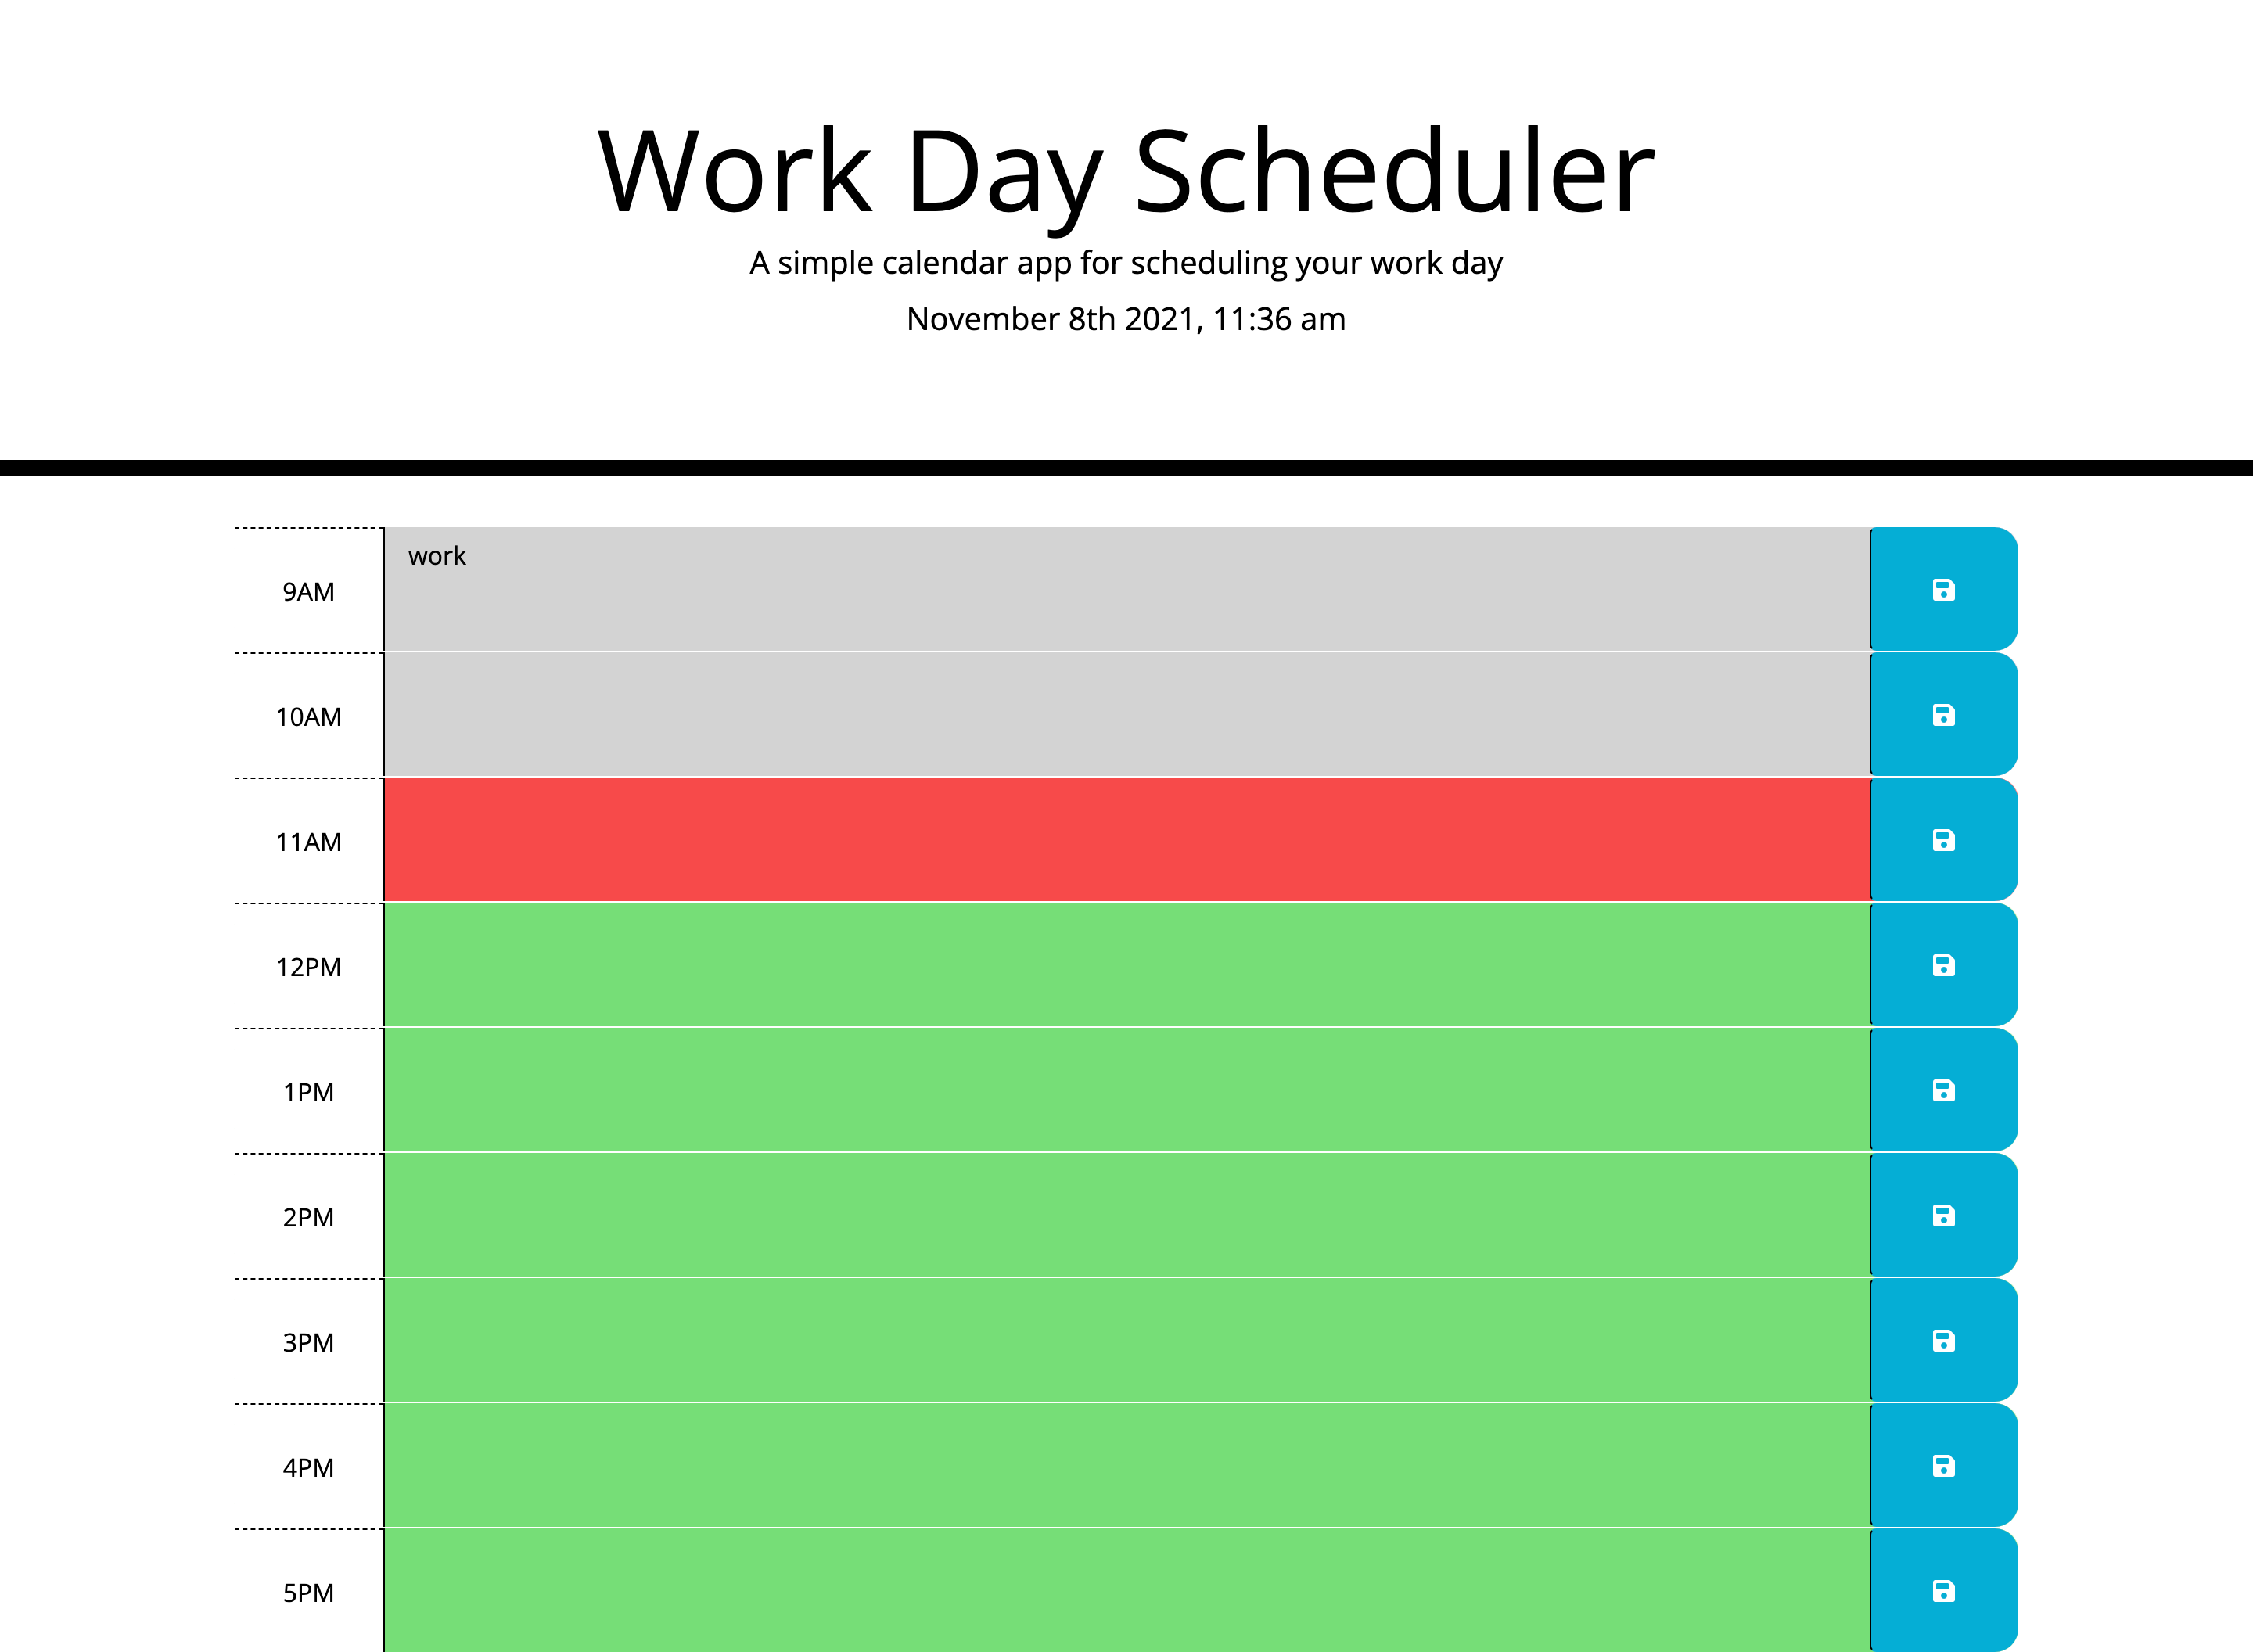 Work Day Scheduler
A simple calendar app for scheduling your work day
November 8th 2021, 11:36 am
9AM
work
10AM
11AM
12PM
1PM
2PM
3PM
4PM
5PM